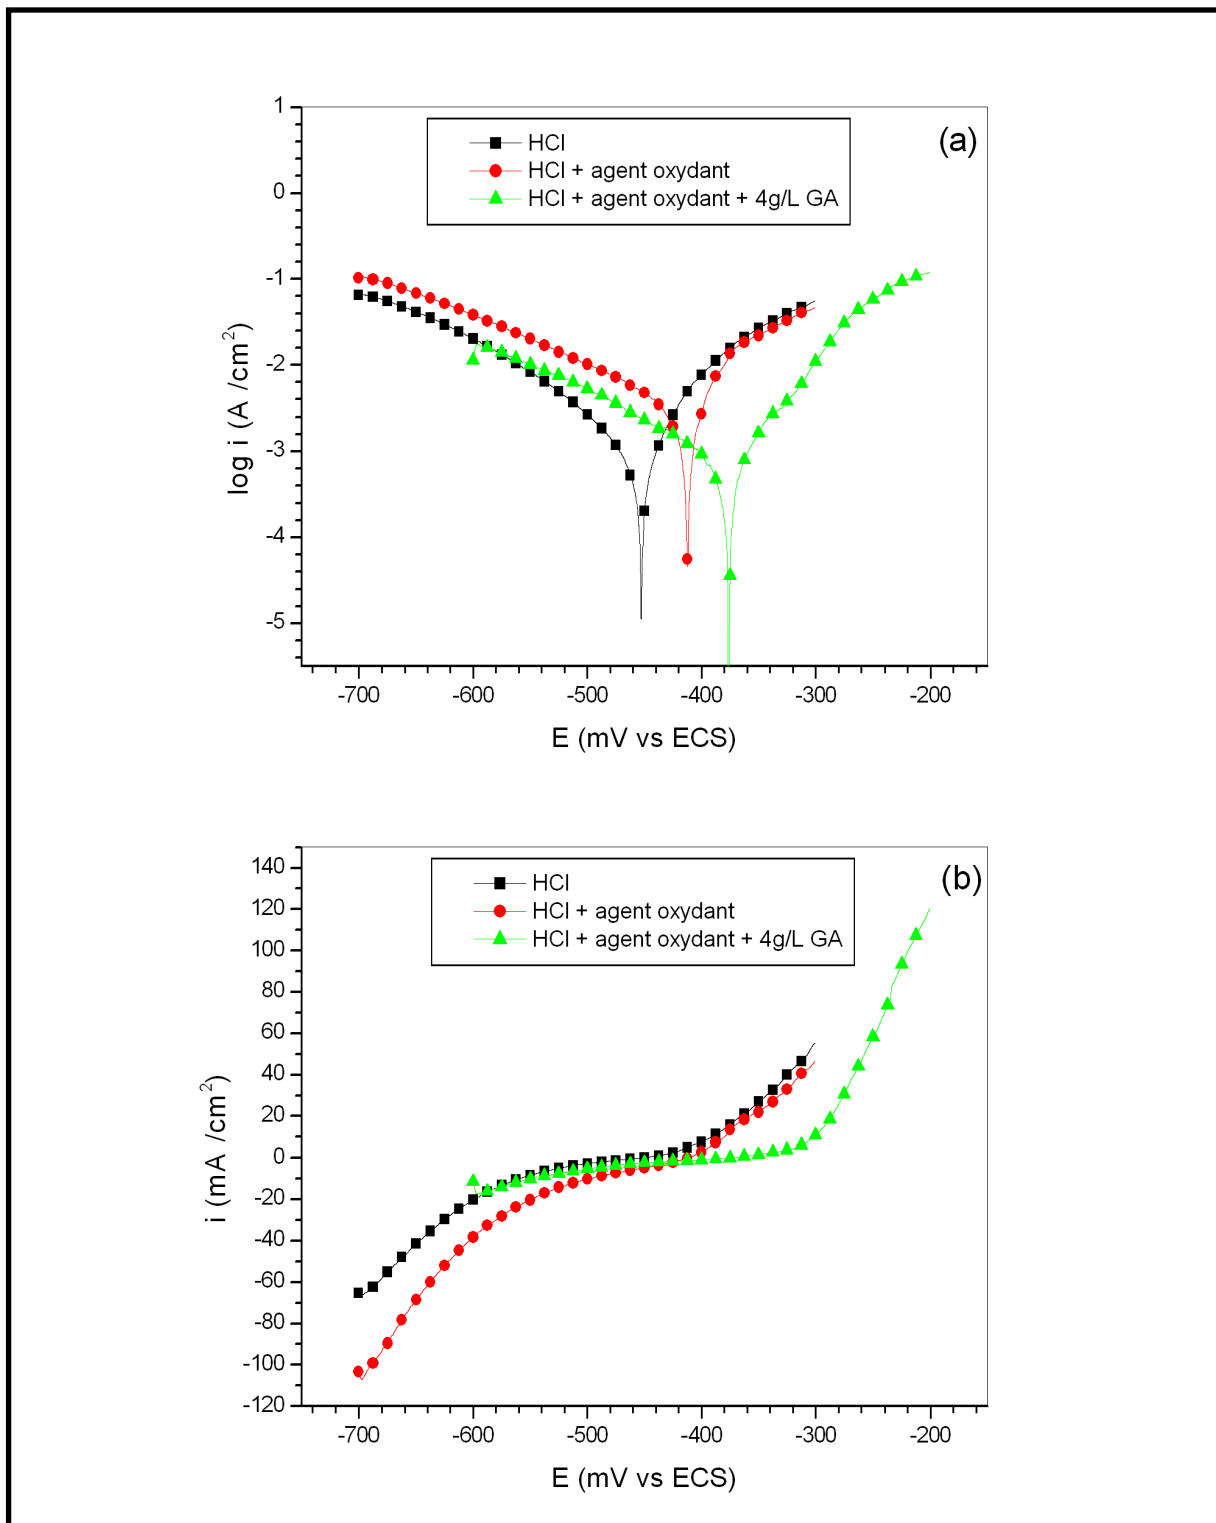 (a)
HCl
HCl + agent oxydant
HCl + agent oxydant + 4g/L GA
1
0
-1
-2
-3
-4
-5
log i (A /cm²)
-700 -600 -500 -400 -300 -200
E (mV vs ECS)
(b)
HCl
HCl + agent oxydant
HCl + agent oxydant + 4g/L GA
140
120
100
80
60
40
20
0
-20
-40
-60
-80
-100
-120
i (mA /cm²)
-700 -600 -500 -400 -300 -200
E (mV vs ECS)